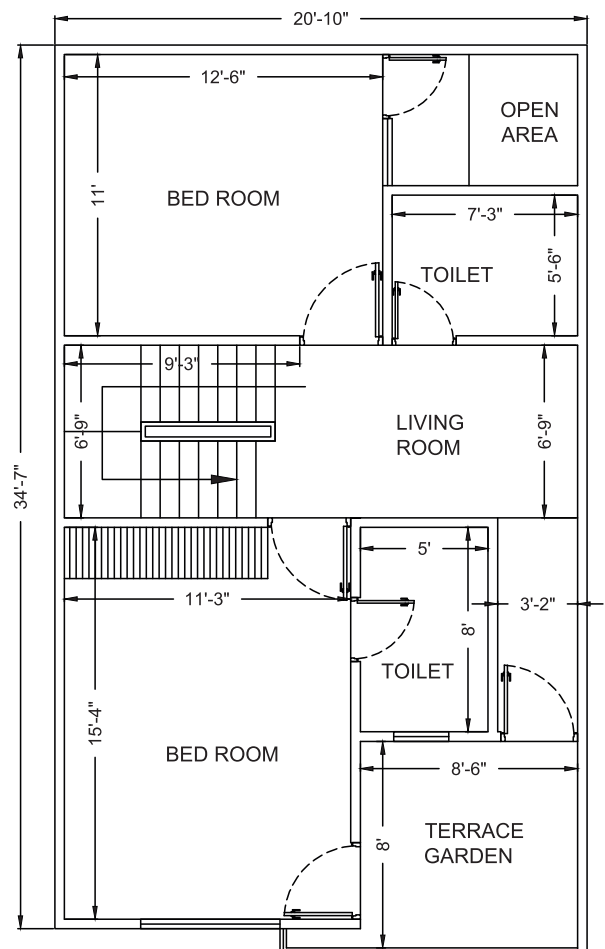 20'-10"
12'-6"
OPEN
AREA
11'
BED ROOM
7'-3"
TOILET
5'-6"
9'-3"
6'-9"
LIVING
ROOM
6'-9"
34'-7"
5'
11'-3"
3'-2"
8'
TOILET
15'-4"
BED ROOM
8'-6"
TERRACE
GARDEN
8'